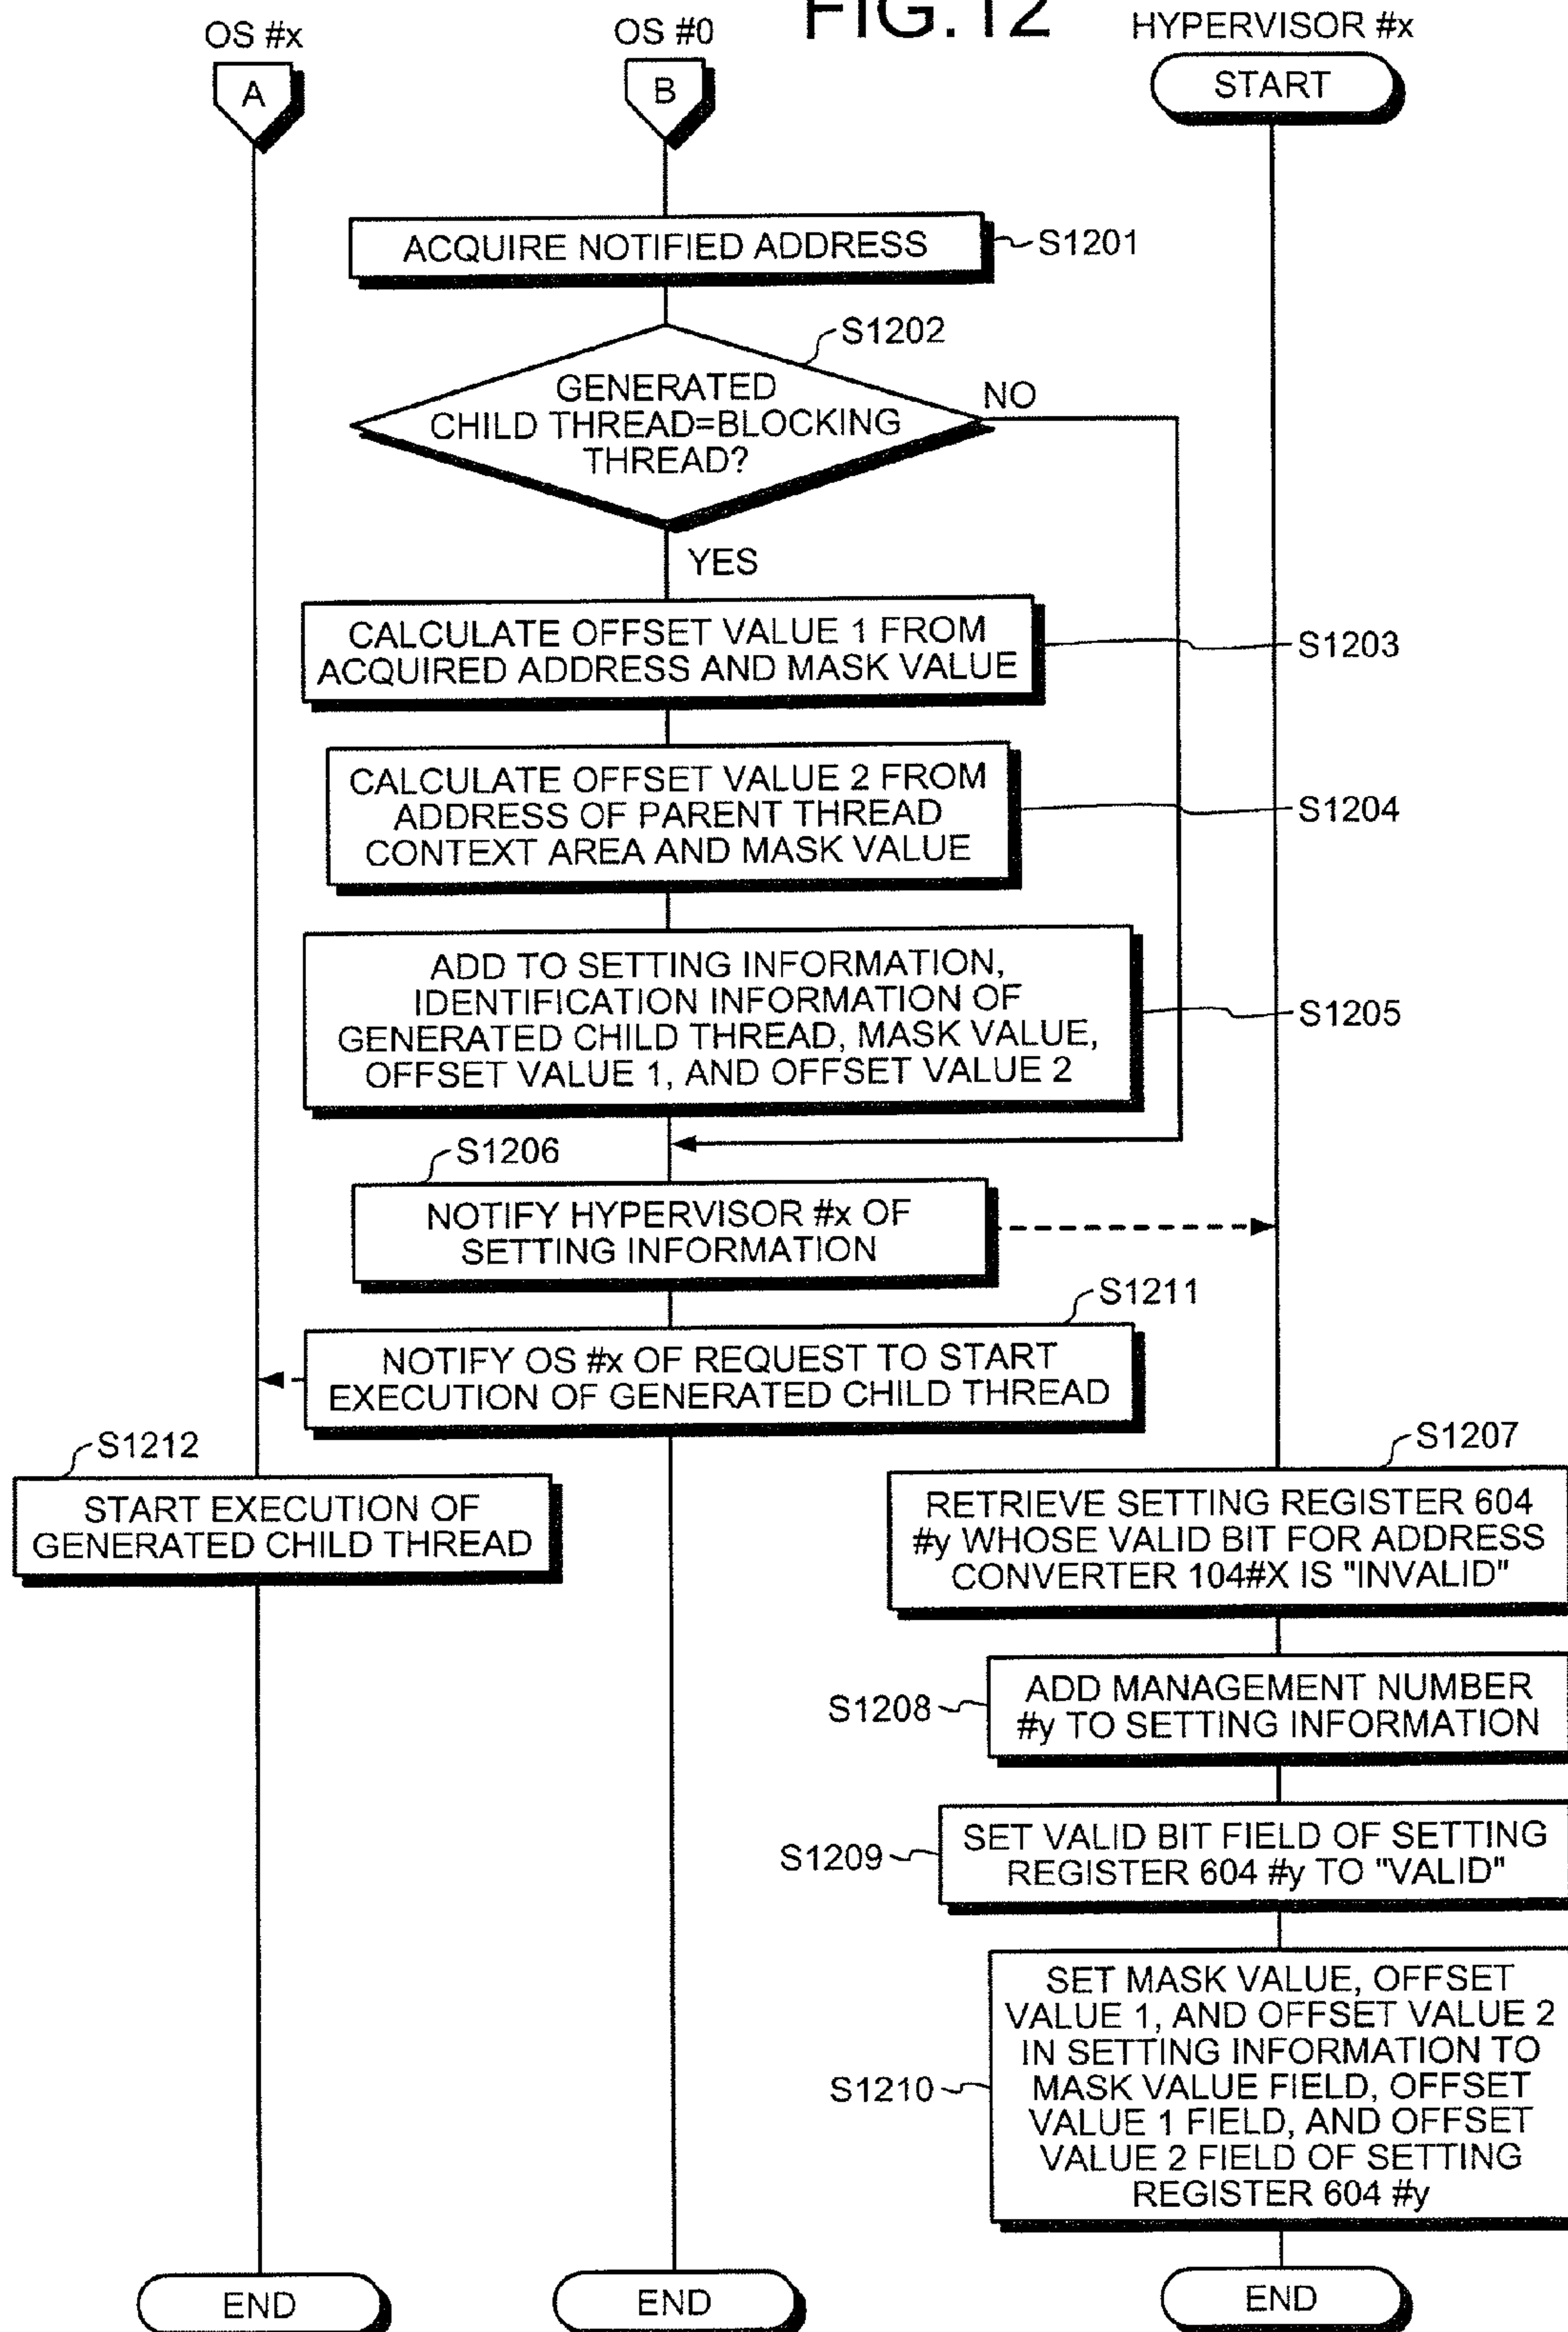 FIG.12
OS #x
OS #0
HYPERVISOR #x
A
B
START
ACQUIRE NOTIFIED ADDRESS
S1201
S1202
GENERATED
CHILD THREAD=BLOCKING
THREAD?
NO
YES
CALCULATE OFFSET VALUE 1 FROM
ACQUIRED ADDRESS AND MASK VALUE
S1203
CALCULATE OFFSET VALUE 2 FROM
ADDRESS OF PARENT THREAD
CONTEXT AREA AND MASK VALUE
S1204
ADD TO SETTING INFORMATION,
IDENTIFICATION INFORMATION OF
GENERATED CHILD THREAD, MASK VALUE,
OFFSET VALUE 1, AND OFFSET VALUE 2
S1205
S1206
NOTIFY HYPERVISOR #x OF
SETTING INFORMATION
S1211
NOTIFY OS #x OF REQUEST TO START
EXECUTION OF GENERATED CHILD THREAD
S1212
START EXECUTION OF
GENERATED CHILD THREAD
S1207
RETRIEVE SETTING REGISTER 604
#y WHOSE VALID BIT FOR ADDRESS
CONVERTER 104#X IS "INVALID"
S1208
ADD MANAGEMENT NUMBER
#y TO SETTING INFORMATION
S1209
SET VALID BIT FIELD OF SETTING
REGISTER 604 #y TO "VALID"
S1210
SET MASK VALUE, OFFSET
VALUE 1, AND OFFSET VALUE 2
IN SETTING INFORMATION TO
MASK VALUE FIELD, OFFSET
VALUE 1 FIELD, AND OFFSET
VALUE 2 FIELD OF SETTING
REGISTER 604 #y
END
END
END